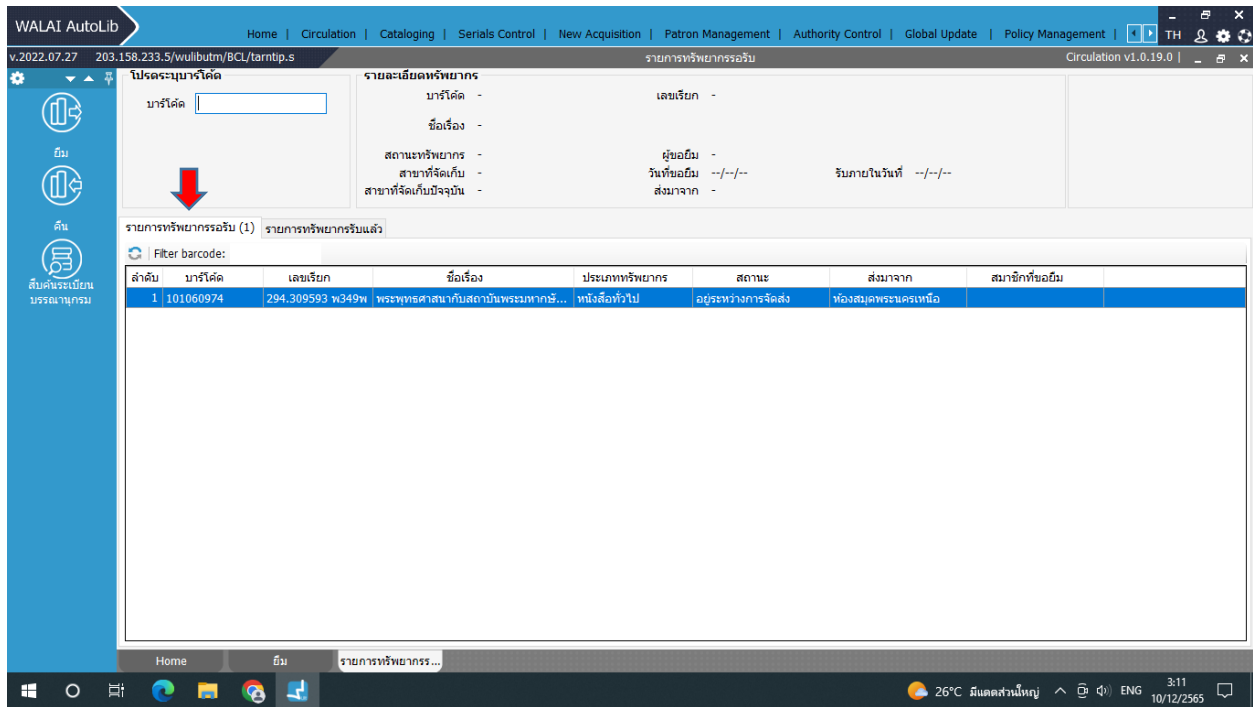 WALAI AutoLib
Home | Circulation | Cataloging | Serials Control | New Acquisition | Patron Management | Authority Control | Global Update | Policy Management | TH
v.2022.07.27 203.158.233.5/wulibutm/BCL/tarntip.s รายการทรัพยากรรอรับ Circulation v1.0.19.0 |
โปรดระบุบาร์โค้ด
บาร์โค้ด
รายละเอียดทรัพยากร
บาร์โค้ด - เลขเรียก -
ชื่อเรื่อง -
สถานะทรัพยากร - ผู้ขอยืม -
สาขาที่จัดเก็บ - วันที่ขอยืม --/--/-- รับภายในวันที่ --/--/--
สาขาที่จัดเก็บปัจจุบัน - ส่งมาจาก -
ยืม
คืน
สืบค้นระเบียน
บรรณานุกรม
รายการทรัพยากรรอรับ (1) รายการทรัพยากรรับแล้ว
Filter barcode:
ลำดับ บาร์โค้ด เลขเรียก ชื่อเรื่อง ประเภททรัพยากร สถานะ ส่งมาจาก สมาชิกที่ขอยืม
1 101060974 294.309593 พ349พ พระพุทธศาสนากับสถาบันพระมหากษั... หนังสือทั่วไป อยู่ระหว่างการจัดส่ง ห้องสมุดพระนครเหนือ
Home ยืม รายการทรัพยากรร...
26°C มีแดดส่วนใหญ่ ENG 3:11
10/12/2565